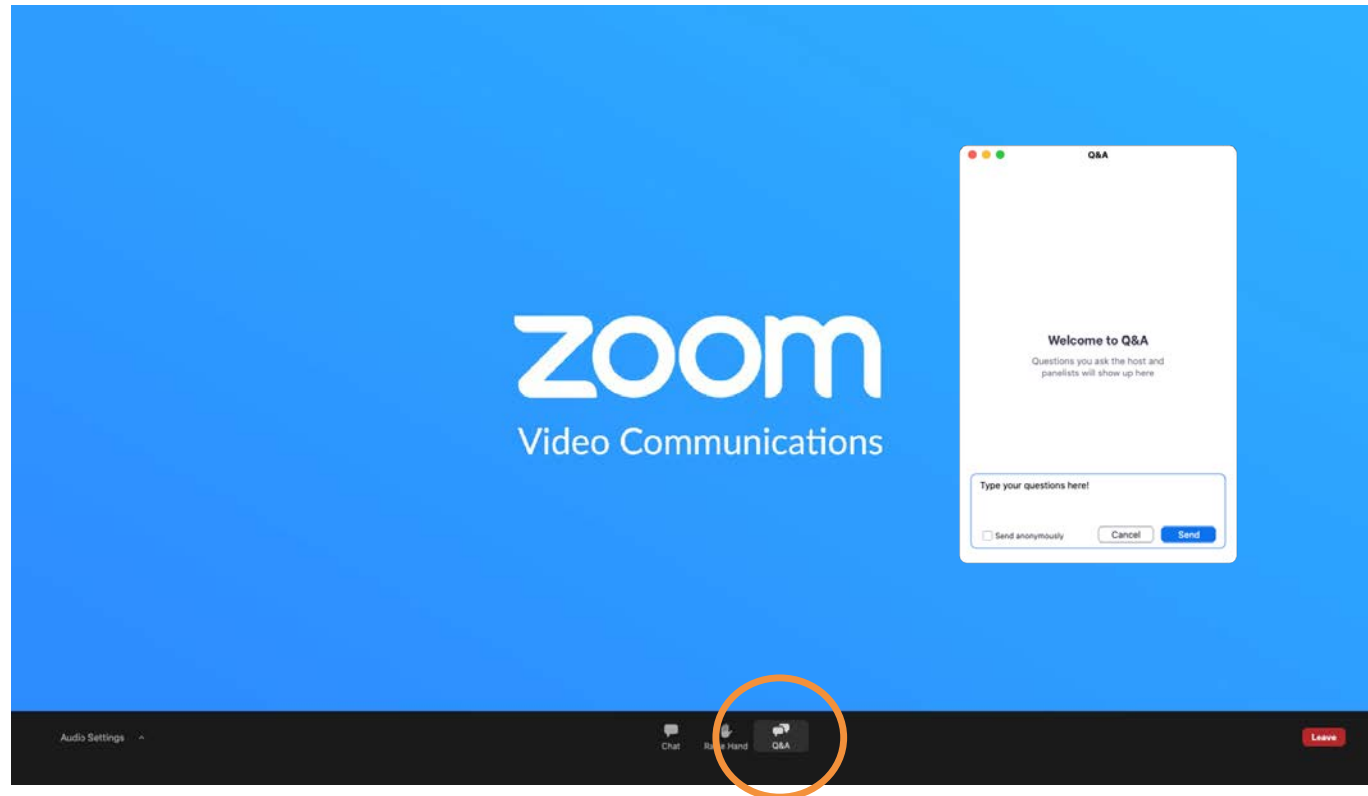 Q&A
zoom
Video Communications
Welcome to Q&A
Questions you ask the host and
panelists will show up here
Type your questions here!
Send anonymously
Cancel
Send
Audio Settings
Chat
Raise Hand
Q&A
Leave